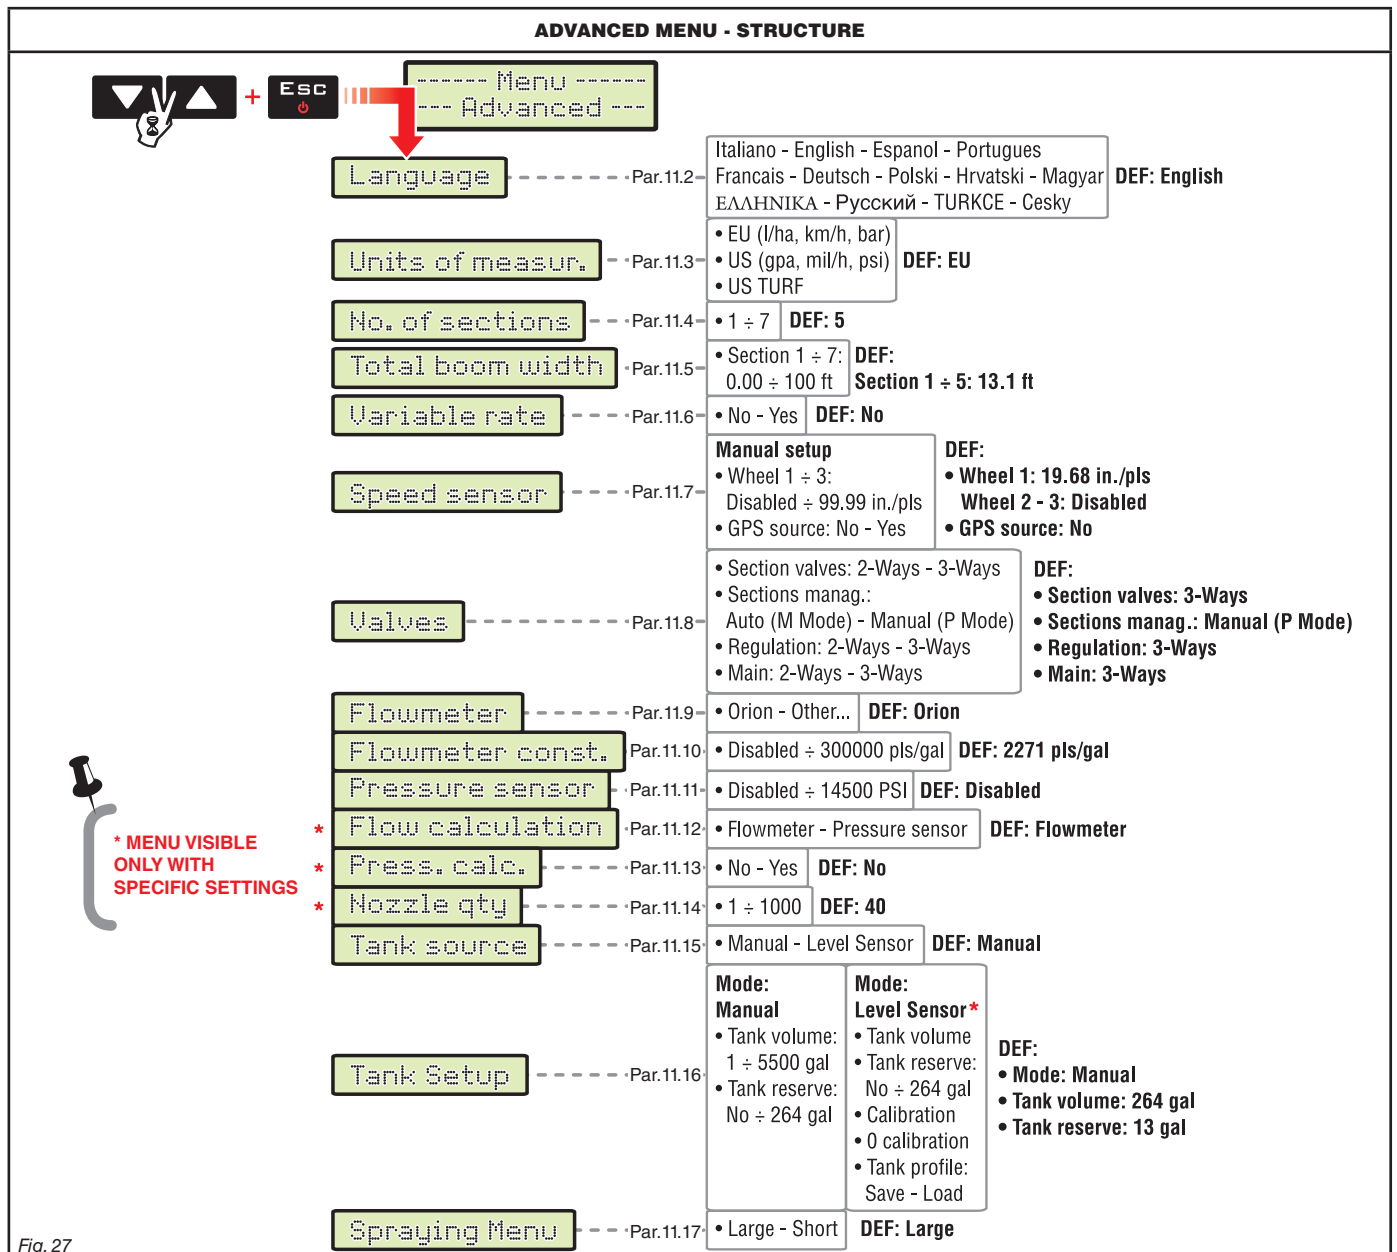 ADVANCED MENU - STRUCTURE
+ Esc
------ Menu ------
--- Advanced ---
Language
Par.11.2
Italiano - English - Espanol - Portugues
Francais - Deutsch - Polski - Hrvatski - Magyar
ΕΛΛΗΝΙΚΑ - Русский - TURKCE - Cesky
DEF: English
Units of measur.
Par.11.3
• EU (l/ha, km/h, bar)
• US (gpa, mil/h, psi)
• US TURF
DEF: EU
No. of sections
Par.11.4
• 1 ÷ 7
DEF: 5
Total boom width
Par.11.5
• Section 1 ÷ 7:
0.00 ÷ 100 ft
DEF:
Section 1 ÷ 5: 13.1 ft
Variable rate
Par.11.6
• No - Yes
DEF: No
Speed sensor
Par.11.7
Manual setup
• Wheel 1 ÷ 3:
Disabled ÷ 99.99 in./pls
• GPS source: No - Yes
DEF:
• Wheel 1: 19.68 in./pls
Wheel 2 - 3: Disabled
• GPS source: No
Valves
Par.11.8
• Section valves: 2-Ways - 3-Ways
• Sections manag.:
Auto (M Mode) - Manual (P Mode)
• Regulation: 2-Ways - 3-Ways
• Main: 2-Ways - 3-Ways
DEF:
• Section valves: 3-Ways
• Sections manag.: Manual (P Mode)
• Regulation: 3-Ways
• Main: 3-Ways
Flowmeter
Par.11.9
• Orion - Other...
DEF: Orion
Flowmeter const.
Par.11.10
• Disabled ÷ 300000 pls/gal
DEF: 2271 pls/gal
Pressure sensor
Par.11.11
• Disabled ÷ 14500 PSI
DEF: Disabled
* MENU VISIBLE
ONLY WITH
SPECIFIC SETTINGS
* Flow calculation
Par.11.12
• Flowmeter - Pressure sensor
DEF: Flowmeter
* Press. calc.
Par.11.13
• No - Yes
DEF: No
* Nozzle qty
Par.11.14
• 1 ÷ 1000
DEF: 40
Tank source
Par.11.15
• Manual - Level Sensor
DEF: Manual
Tank Setup
Par.11.16
Mode:
Manual
• Tank volume:
1 ÷ 5500 gal
• Tank reserve:
No ÷ 264 gal
Mode:
Level Sensor*
• Tank volume
• Tank reserve:
No ÷ 264 gal
• Calibration
• 0 calibration
• Tank profile:
Save - Load
DEF:
• Mode: Manual
• Tank volume: 264 gal
• Tank reserve: 13 gal
Spraying Menu
Par.11.17
• Large - Short
DEF: Large
Fig. 27